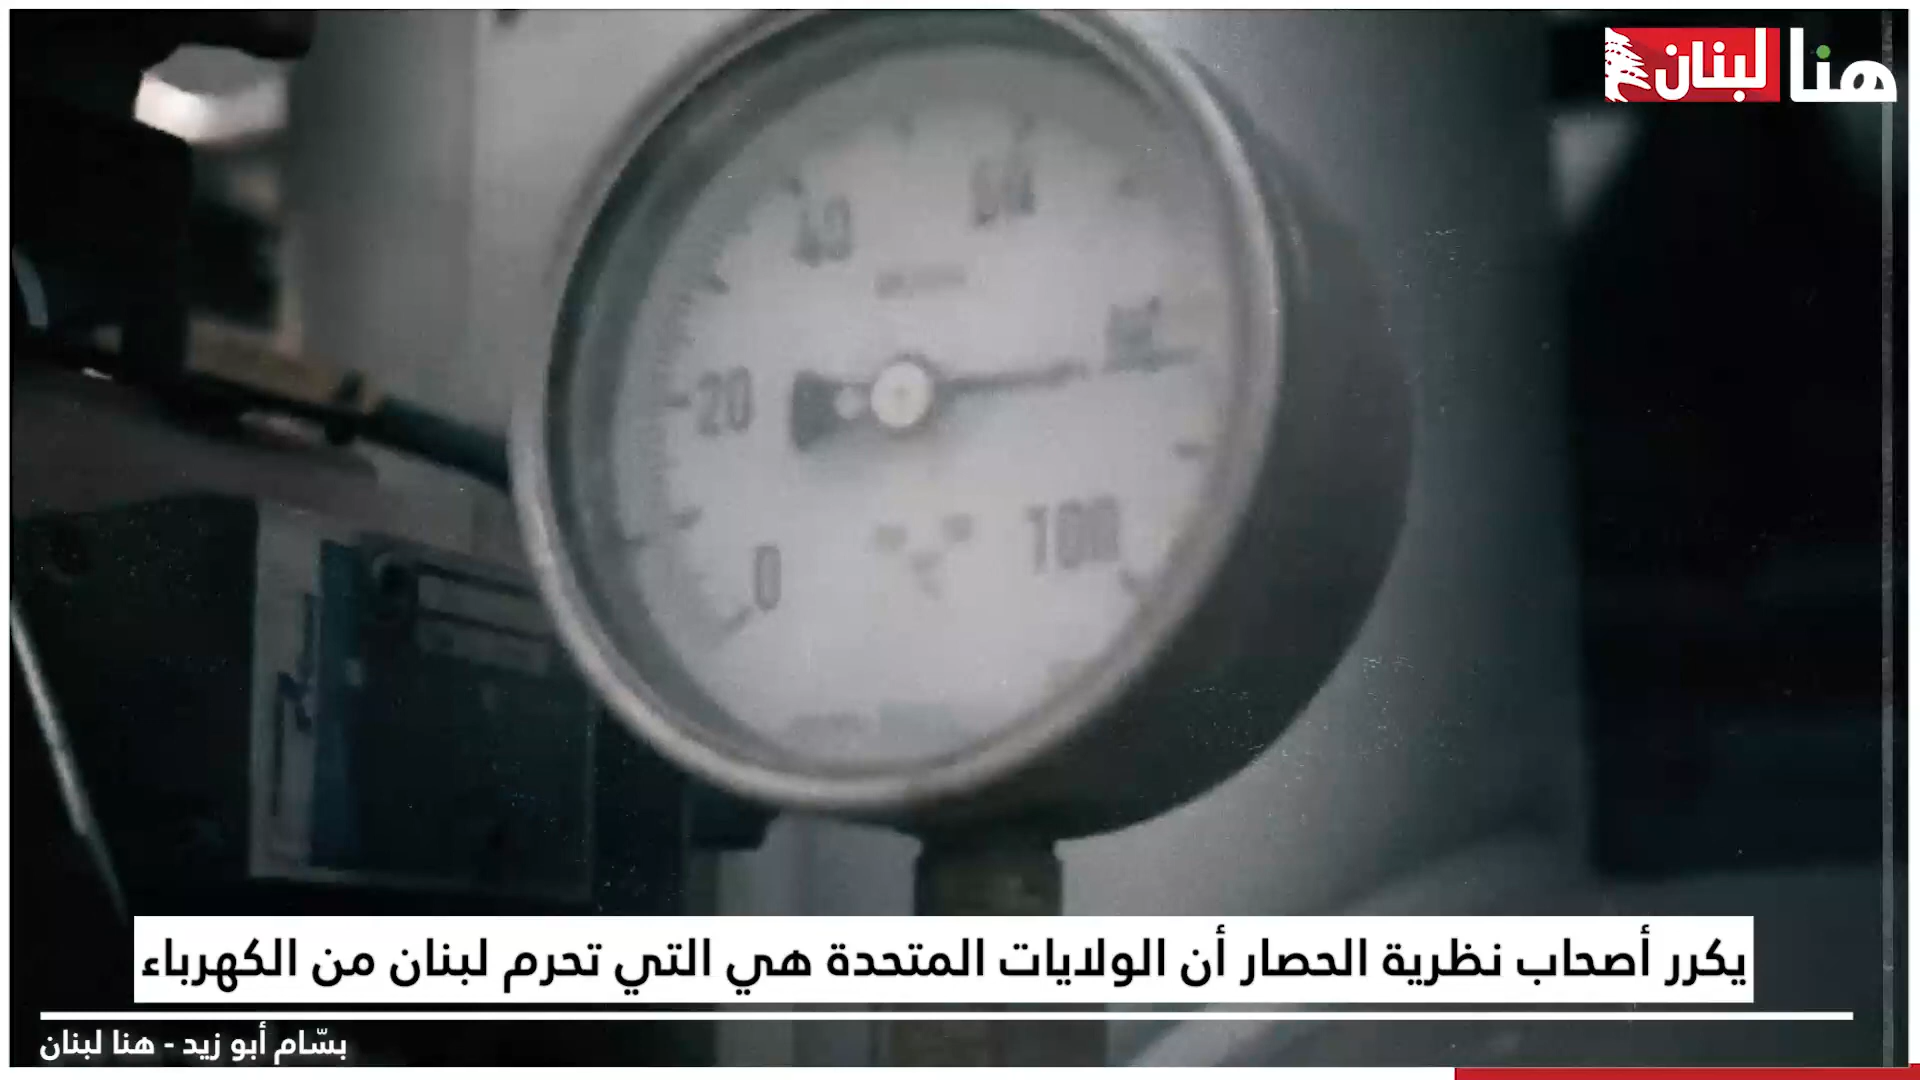 هنا لبنان
40
20
0
100
يكرر أصحاب نظرية الحصار أن الولايات المتحدة هي التي تحرم لبنان من الكهرباء
بسّام أبو زيد - هنا لبنان